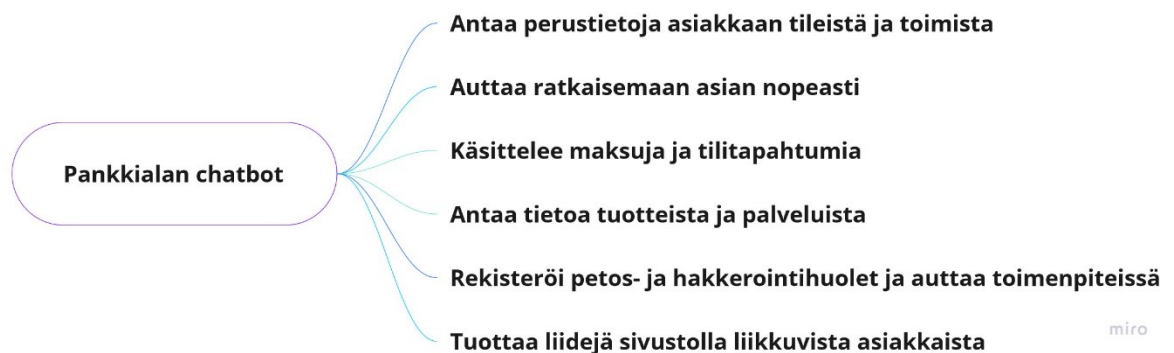 Antaa perustietoja asiakkaan tileistä ja toimista
Auttaa ratkaisemaan asian nopeasti
Käsittelee maksuja ja tilitapahtumia
Pankkialan chatbot
Antaa tietoa tuotteista ja palveluista
Rekisteröi petos- ja hakkerointihuolet ja auttaa toimenpiteissä
Tuottaa liidejä sivustolla liikkuvista asiakkaista
miro